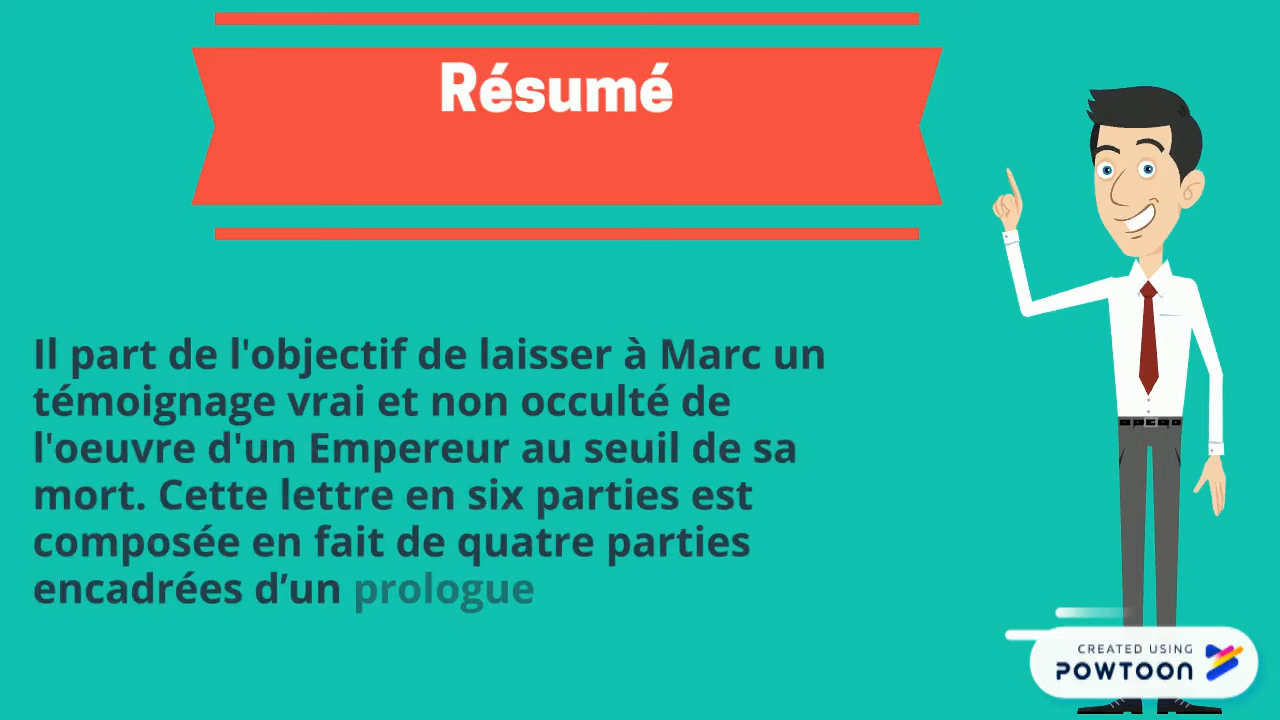 Résumé
Il part de l'objectif de laisser à Marc un
témoignage vrai et non occulté de
l'oeuvre d'un Empereur au seuil de sa
mort. Cette lettre en six parties est
composée en fait de quatre parties
encadrées d’un prologue
CREATED USING
POWTOON